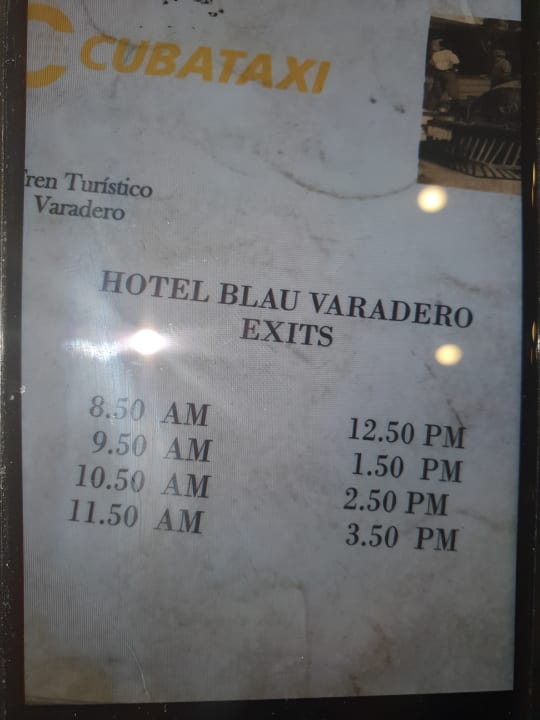 CUBATAXI
Tren Turístico
Varadero
HOTEL BLAU VARADERO
EXITS
8.50 AM
9.50 AM
10.50 AM
11.50 AM
12.50 PM
1.50 PM
2.50 PM
3.50 PM